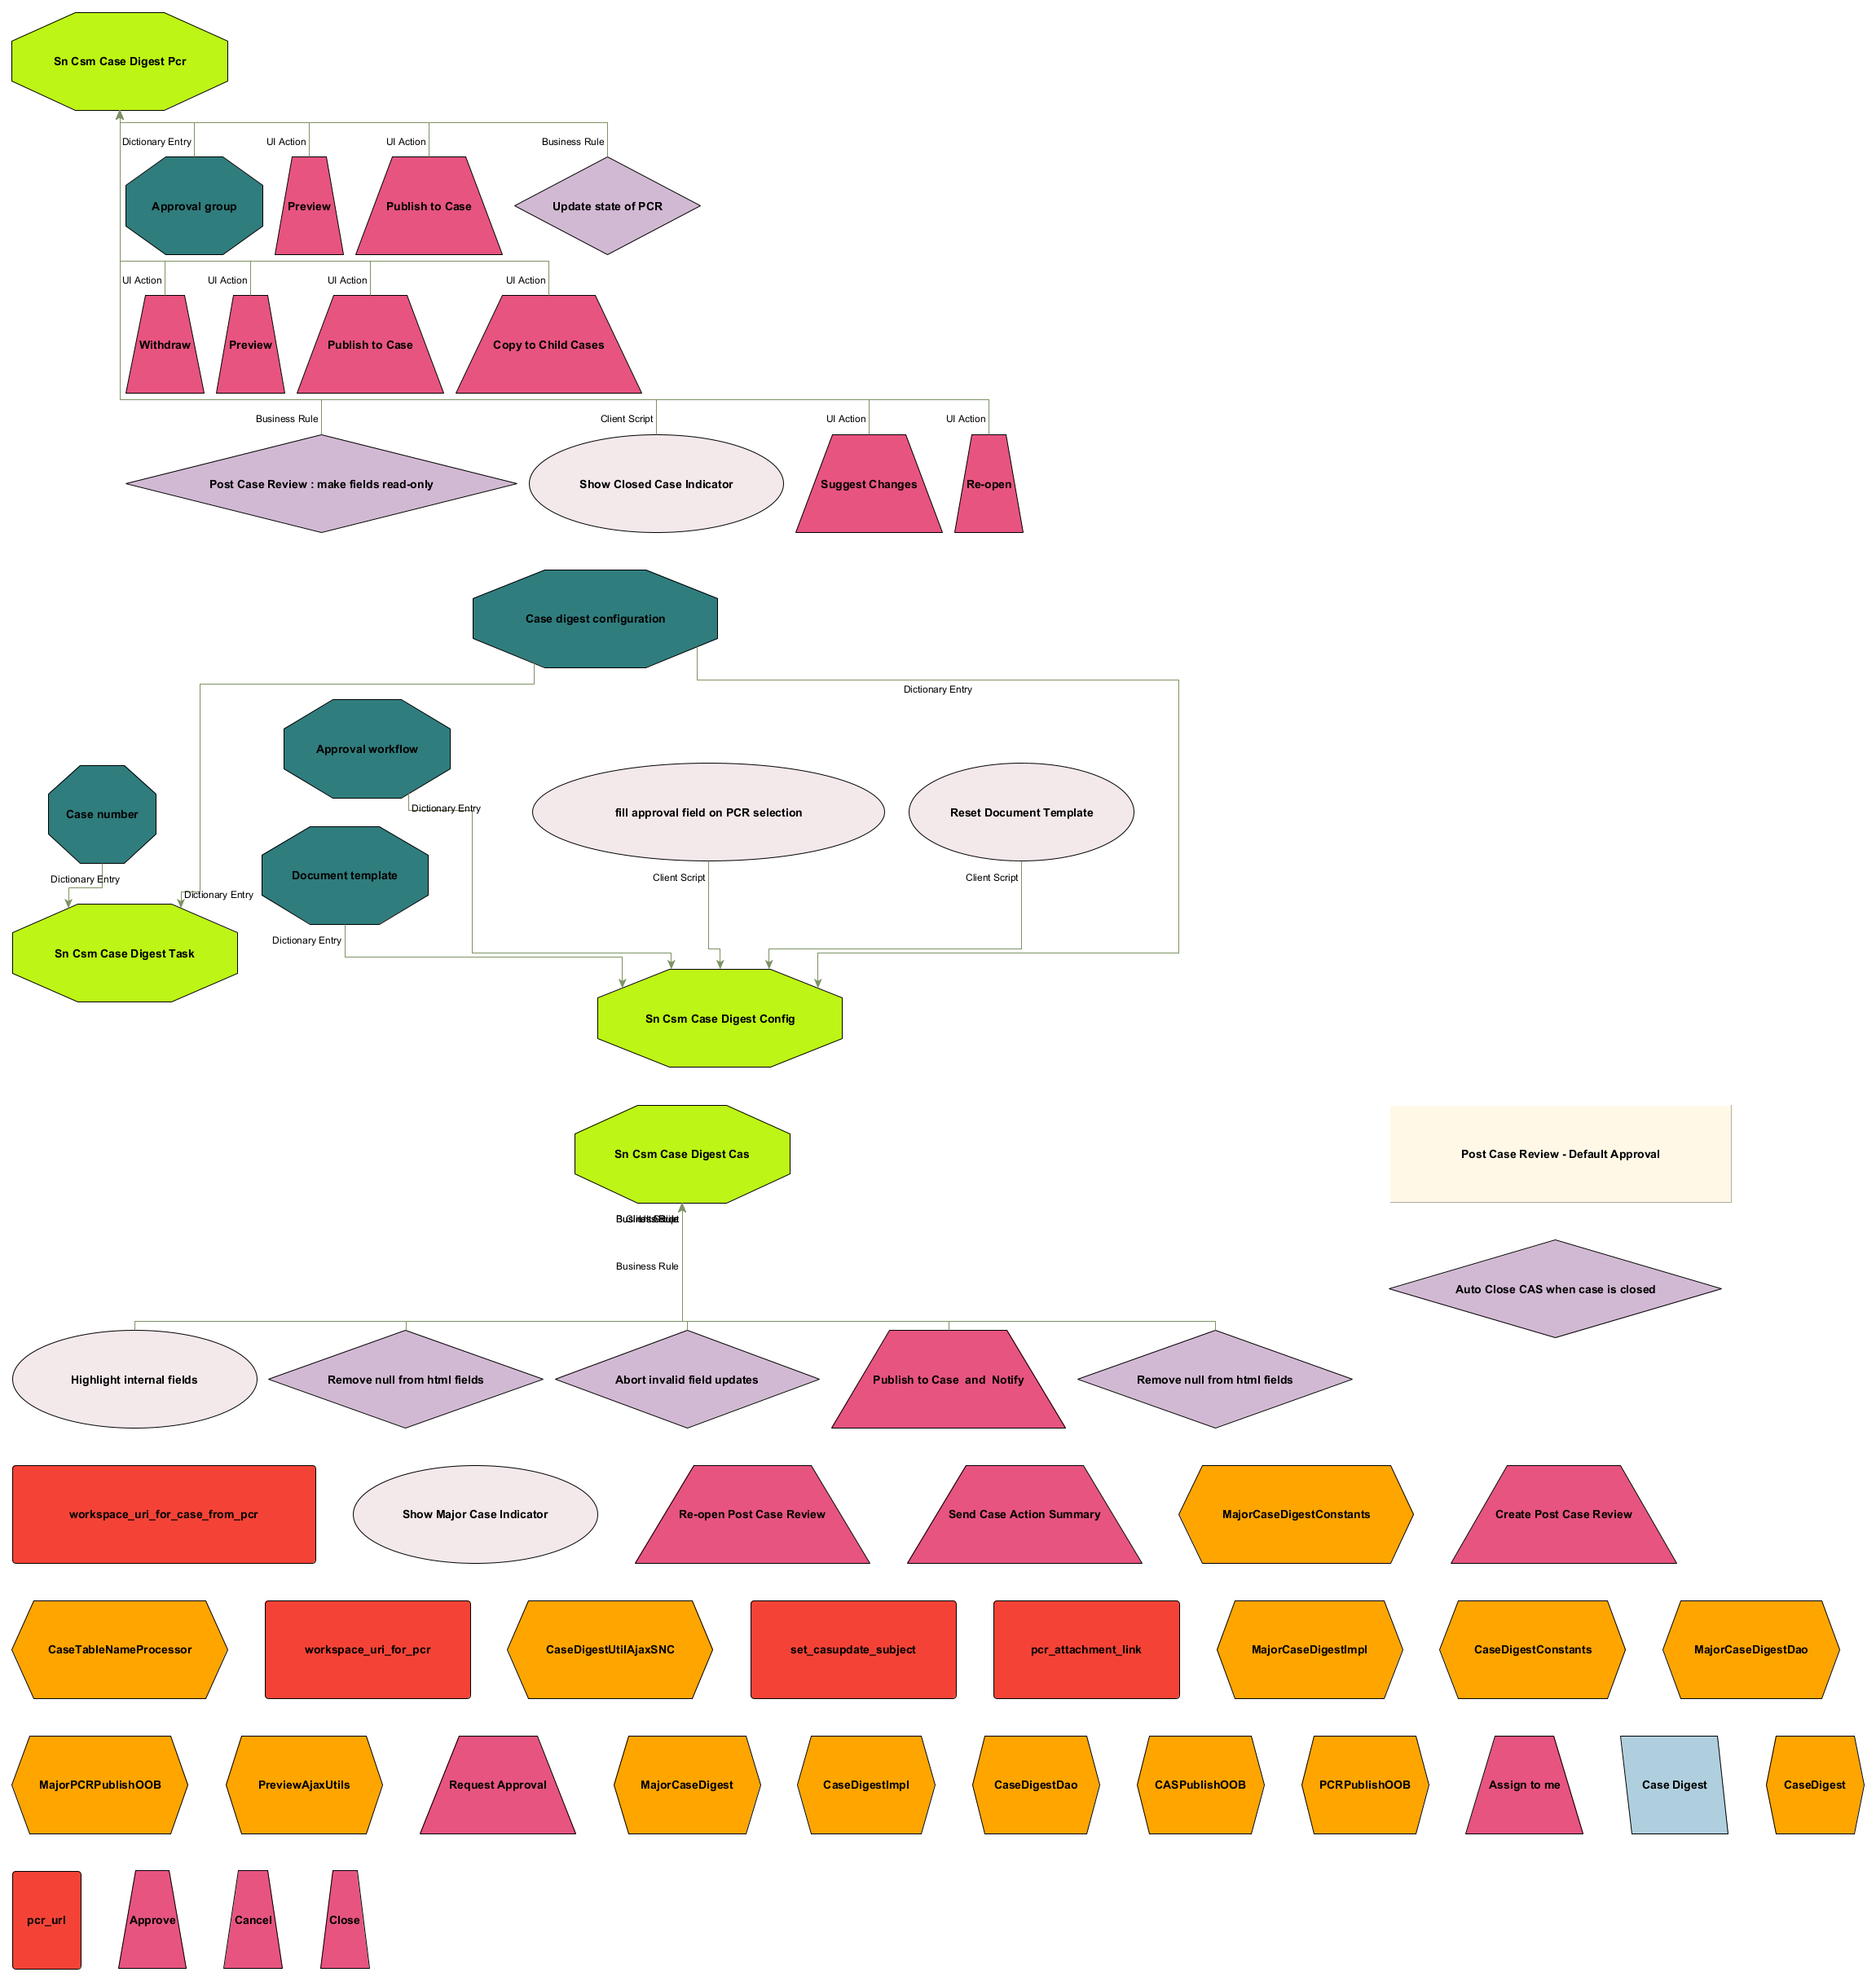 Sn Csm Case Digest Pcr
Dictionary Entry
UI Action
UI Action
Business Rule
Approval group
Preview
Publish to Case
Update state of PCR
UI Action
UI Action
UI Action
UI Action
Withdraw
Preview
Publish to Case
Copy to Child Cases
Business Rule
Client Script
UI Action
UI Action
Post Case Review : make fields read-only
Show Closed Case Indicator
Suggest Changes
Re-open
Case digest configuration
Dictionary Entry
Approval workflow
Dictionary Entry
Case number
fill approval field on PCR selection
Reset Document Template
Document template
Dictionary Entry
Dictionary Entry
Client Script
Client Script
Dictionary Entry
Sn Csm Case Digest Task
Sn Csm Case Digest Config
Sn Csm Case Digest Cas
Post Case Review - Default Approval
Business Rule
Auto Close CAS when case is closed
Highlight internal fields
Remove null from html fields
Abort invalid field updates
Publish to Case and Notify
Remove null from html fields
workspace_uri_for_case_from_pcr
Show Major Case Indicator
Re-open Post Case Review
Send Case Action Summary
MajorCaseDigestConstants
Create Post Case Review
CaseTableNameProcessor
workspace_uri_for_pcr
CaseDigestUtilAjaxSNC
set_casupdate_subject
pcr_attachment_link
MajorCaseDigestImpl
CaseDigestConstants
MajorCaseDigestDao
MajorPCRPublishOOB
PreviewAjaxUtils
Request Approval
MajorCaseDigest
CaseDigestImpl
CaseDigestDao
CASPublishOOB
PCRPublishOOB
Assign to me
Case Digest
CaseDigest
pcr_url
Approve
Cancel
Close